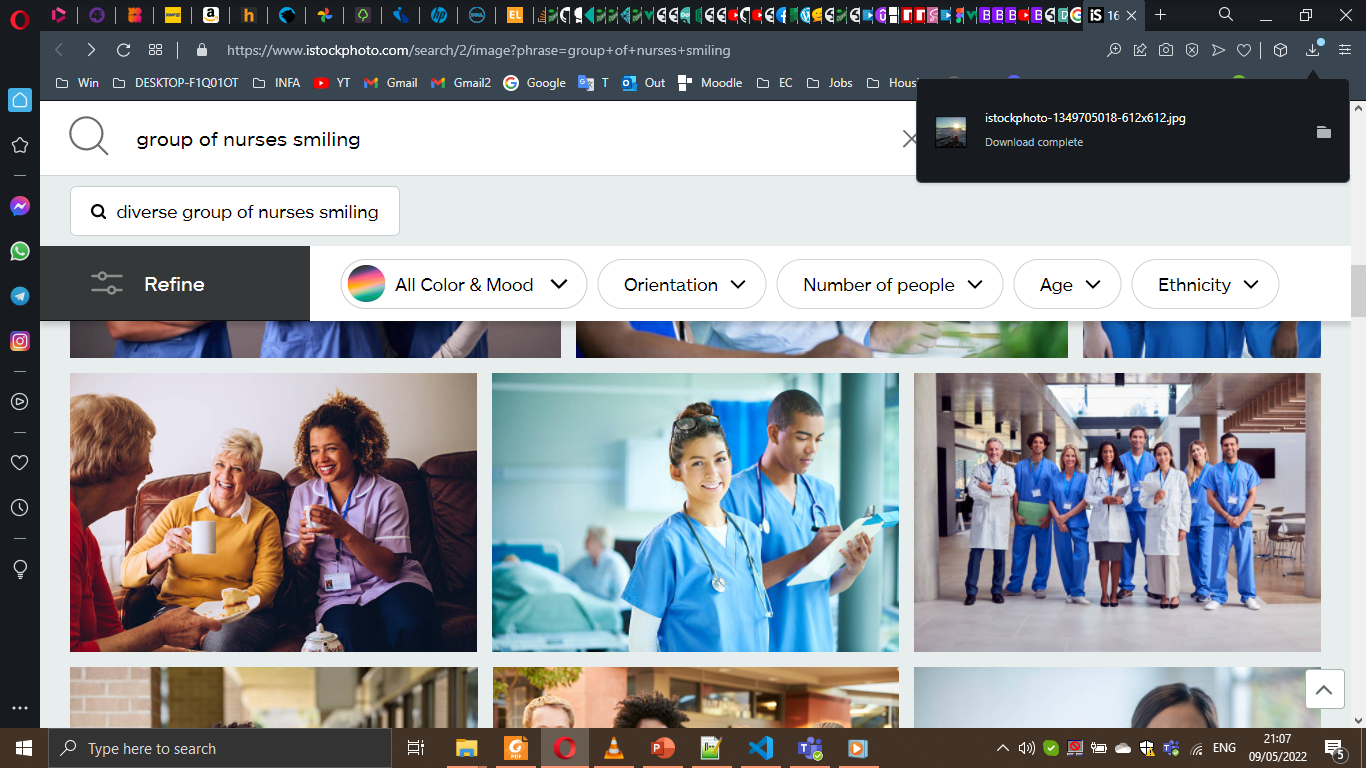 EL
iS 16
https://www.istockphoto.com/search/2/image?phrase=group+of+nurses+smiling
Win DESKTOP-F1Q01OT INFA YT Gmail Gmail2 Google T Out Moodle EC Jobs Hous
istockphoto-1349705018-612x612.jpg
Download complete
group of nurses smiling
diverse group of nurses smiling
Refine All Color & Mood Orientation Number of people Age Ethnicity
Type here to search
ENG
21:07
09/05/2022
5